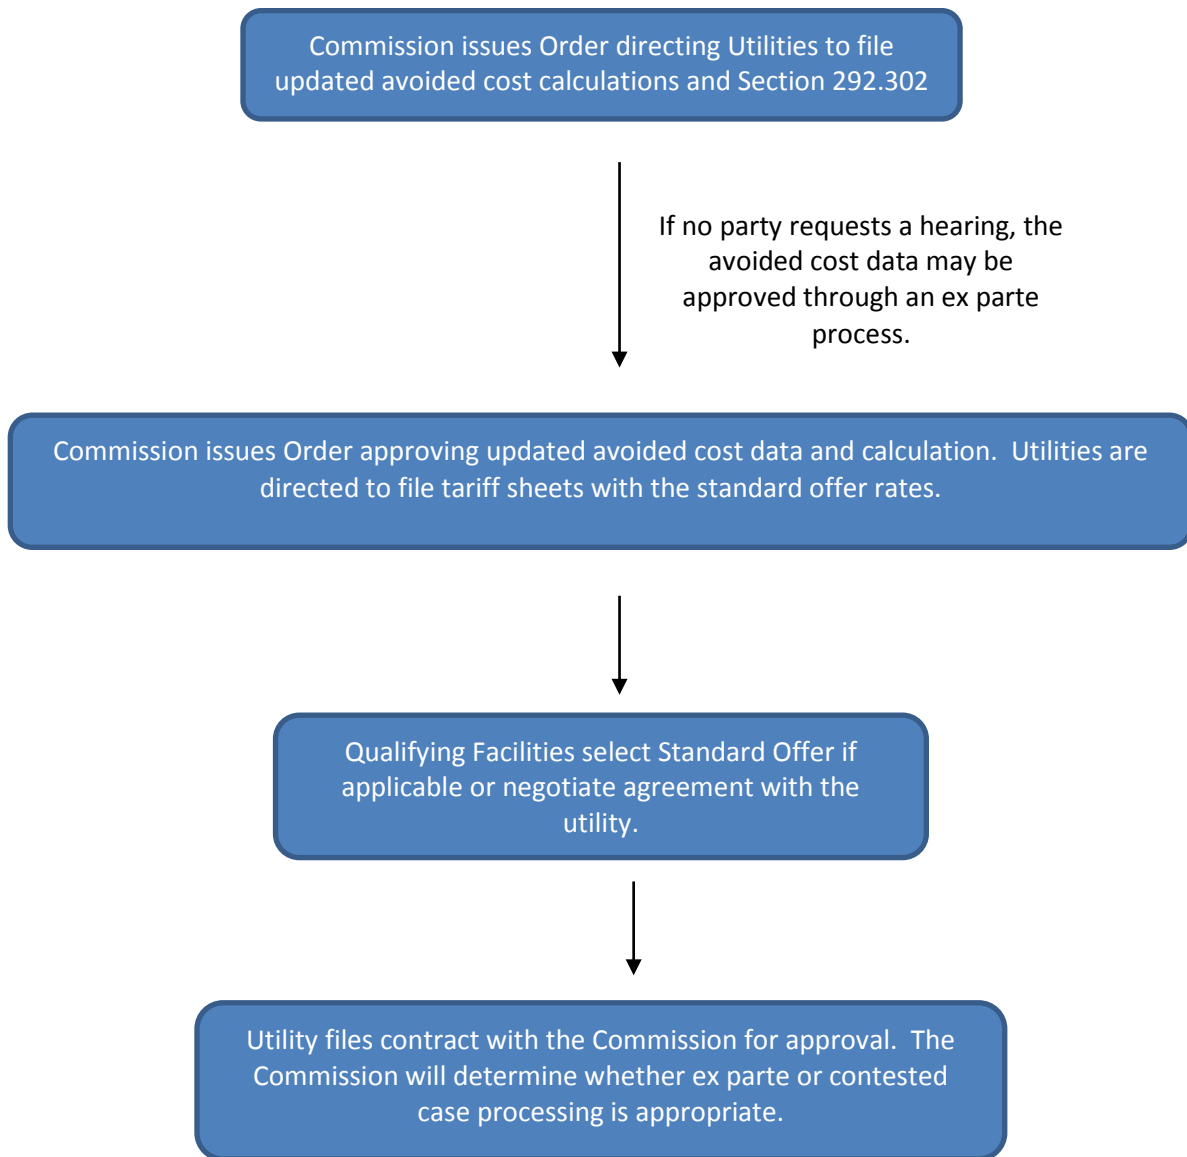 Commission issues Order directing Utilities to file
updated avoided cost calculations and Section 292.302
If no party requests a hearing, the
avoided cost data may be
approved through an ex parte
process.
Commission issues Order approving updated avoided cost data and calculation.  Utilities are
directed to file tariff sheets with the standard offer rates.
Qualifying Facilities select Standard Offer if
applicable or negotiate agreement with the
utility.
Utility files contract with the Commission for approval.  The
Commission will determine whether ex parte or contested
case processing is appropriate.